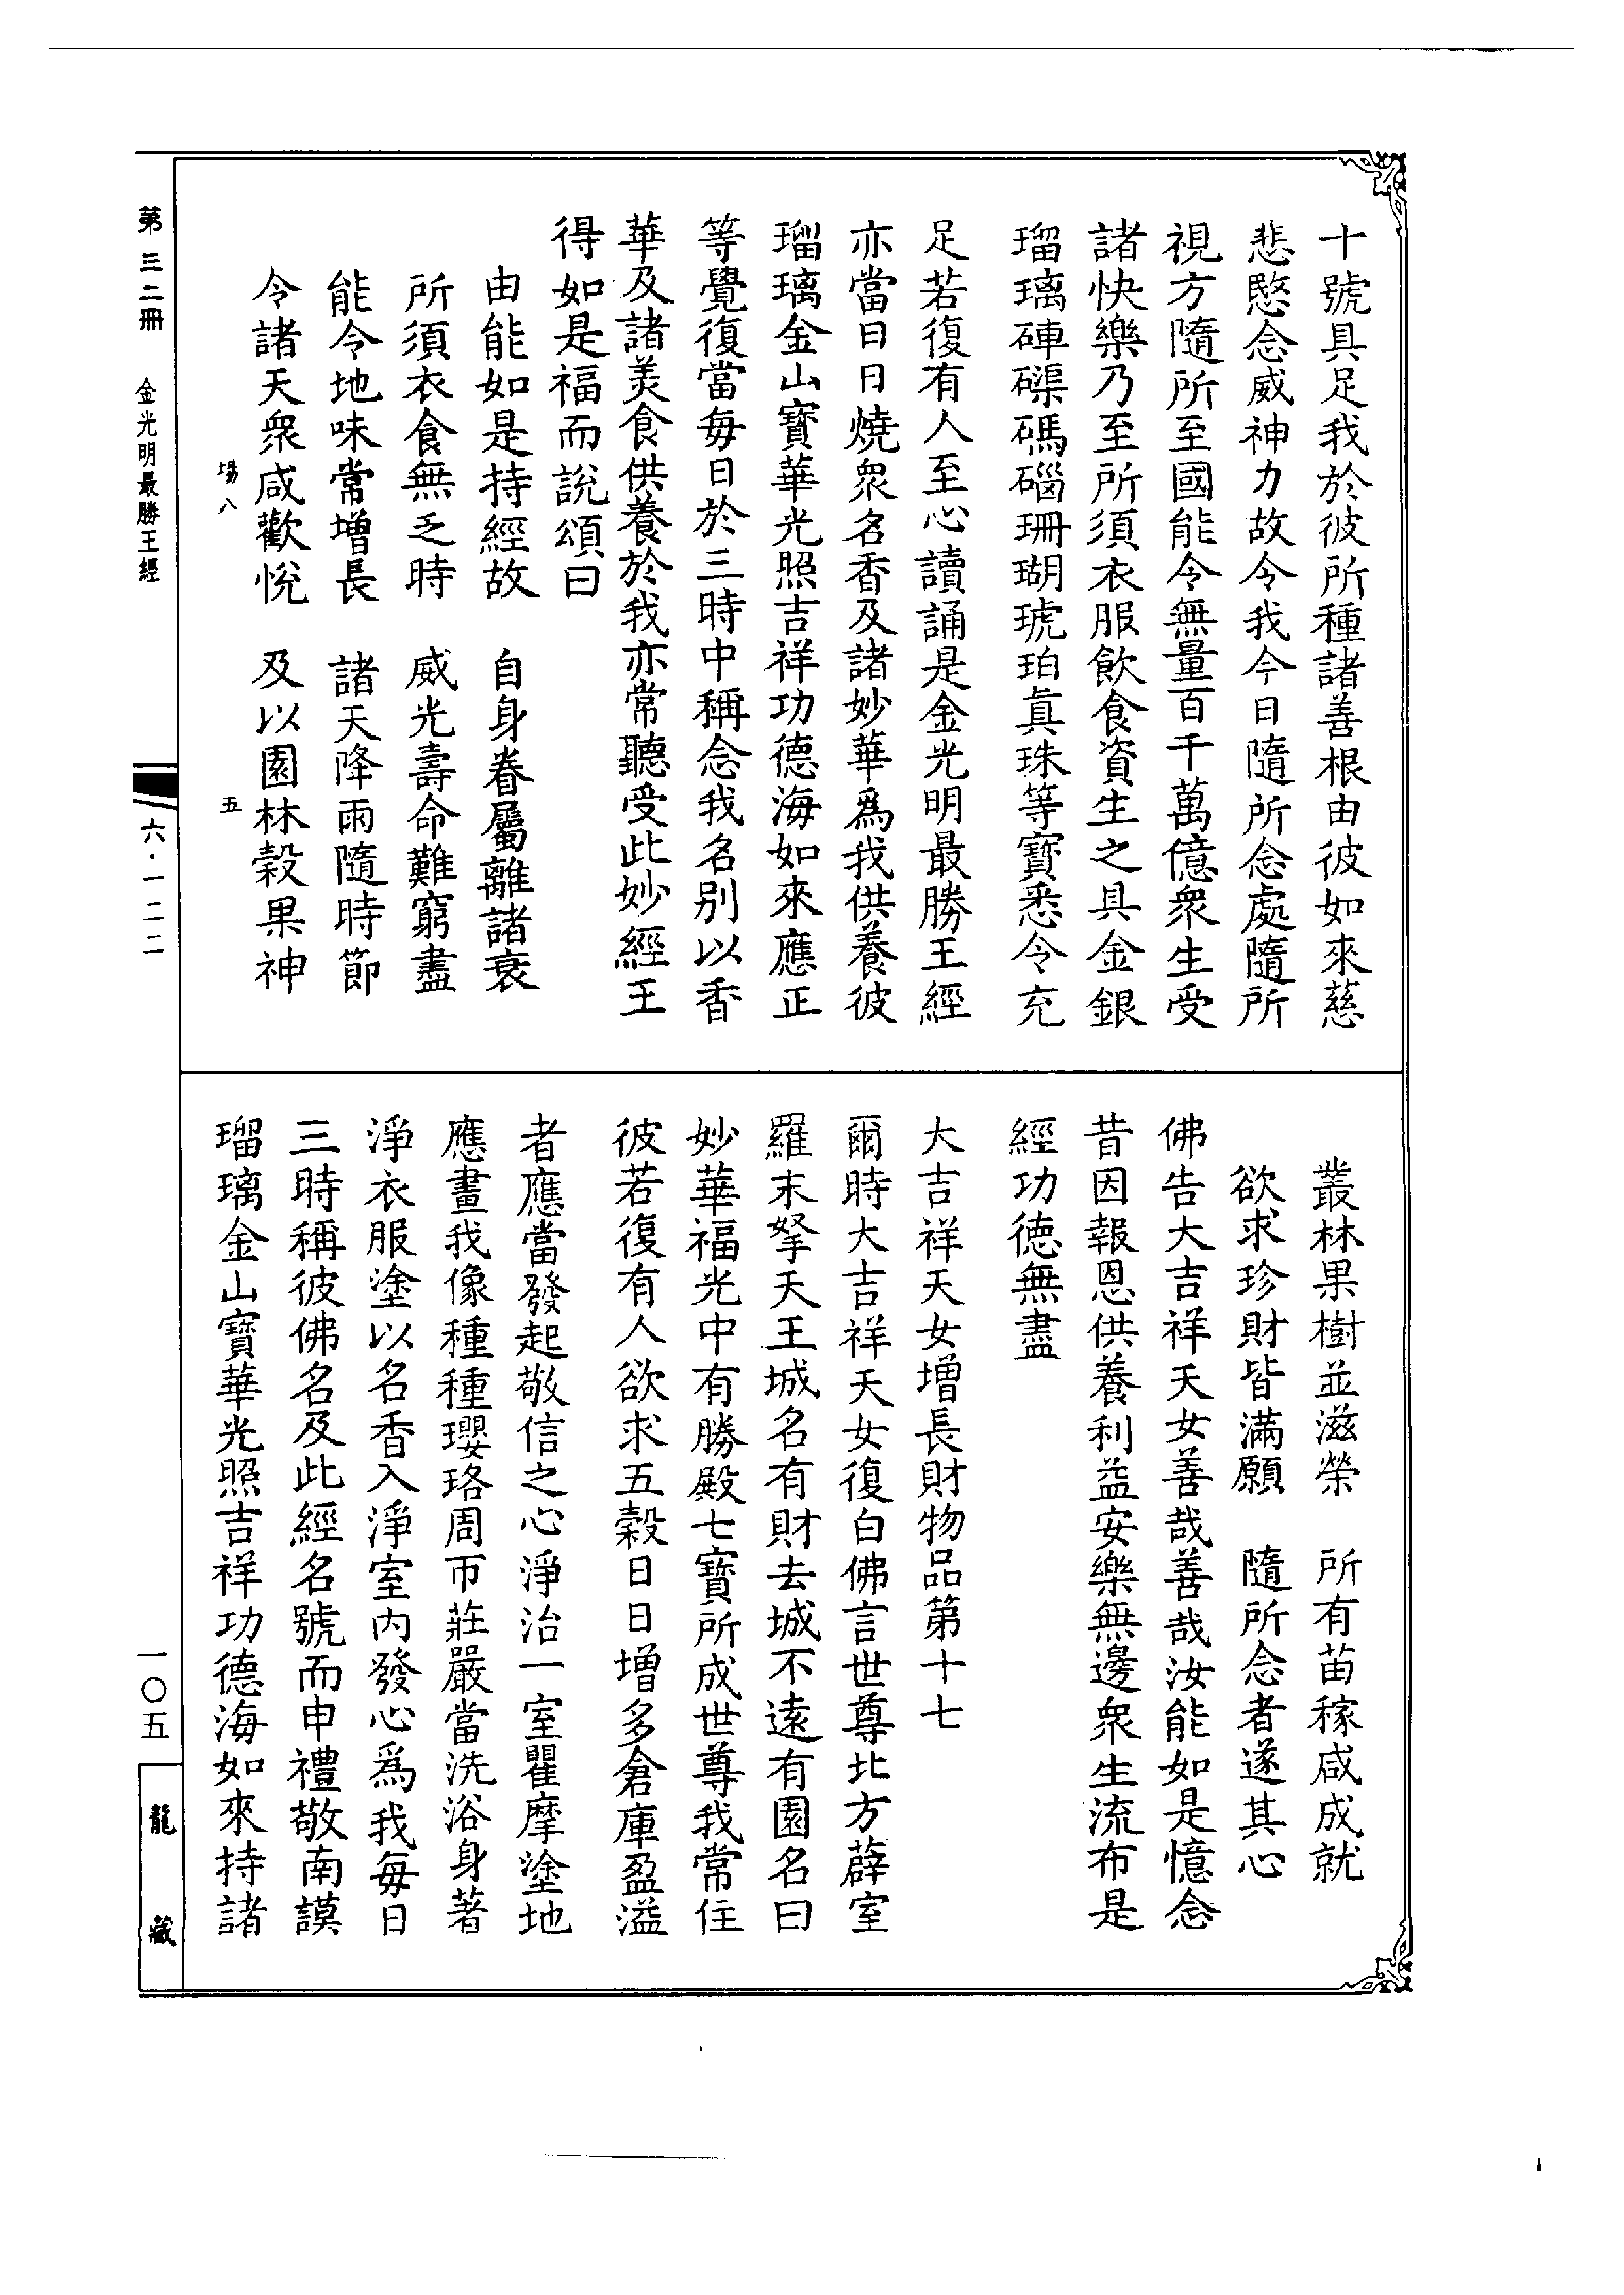 十號具足我於彼所種諸善根由彼如來慈
悲愍念威神力故令我今日隨所念處隨所
視方隨所至國能令無量百千萬億眾生受
諸快樂乃至所須衣服飲食資生之具金銀
瑠璃硨磲碼碯珊瑚琥珀真珠等寶悉令充
足若復有人至心讀誦是金光明最勝王經
亦當日日燒眾名香及諸妙華為我供養彼
瑠璃金山寶華光照吉祥功德海如來應正
等覺復當每日於三時中稱念我名別以香
華及諸美食供養於我亦常聽受此妙經王
得如是福而說頌曰
由能如是持經故　自身眷屬離諸衰
所須衣食無乏時　威光壽命難窮盡
能令地味常增長　諸天降雨隨時節
令諸天眾咸歡悅　及以園林穀果神
場八　五
叢林果樹並滋榮　所有苗稼咸成就
欲求珍財皆滿願　隨所念者遂其心
佛告大吉祥天女善哉善哉汝能如是憶念
昔因報恩供養利益安樂無邊眾生流布是
經功德無盡
大吉祥天女增長財物品第十七
爾時大吉祥天女復白佛言世尊北方薜室
羅末拏天王城名有財去城不遠有園名曰
妙華福光中有勝殿七寶所成世尊我常住
彼若復有人欲求五穀日日增多倉庫盈溢
者應當發起敬信之心淨治一室瞿摩塗地
應畫我像種種瓔珞周帀莊嚴當洗浴身著
淨衣服塗以名香入淨室內發心為我每日
三時稱彼佛名及此經名號而申禮敬南謨
瑠璃金山寶華光照吉祥功德海如來持諸
第三二冊　金光明最勝王經　六·一二二　一〇五　龍藏